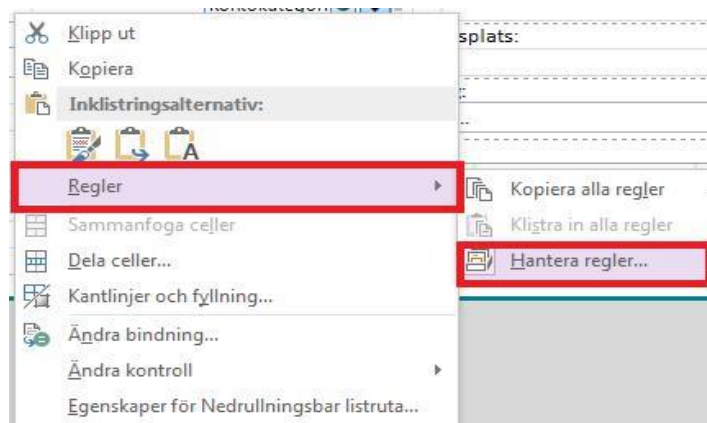 splats:
Klipp ut
Kopiera
Inklistringsalternativ:
Regler
Sammanfoga celler
Dela celler...
Kantlinjer och fyllning...
Ändra bindning...
Ändra kontroll
Egenskaper för Nedrullningsbar listruta...
Kopiera alla regler
Klistra in alla regler
Hantera regler...